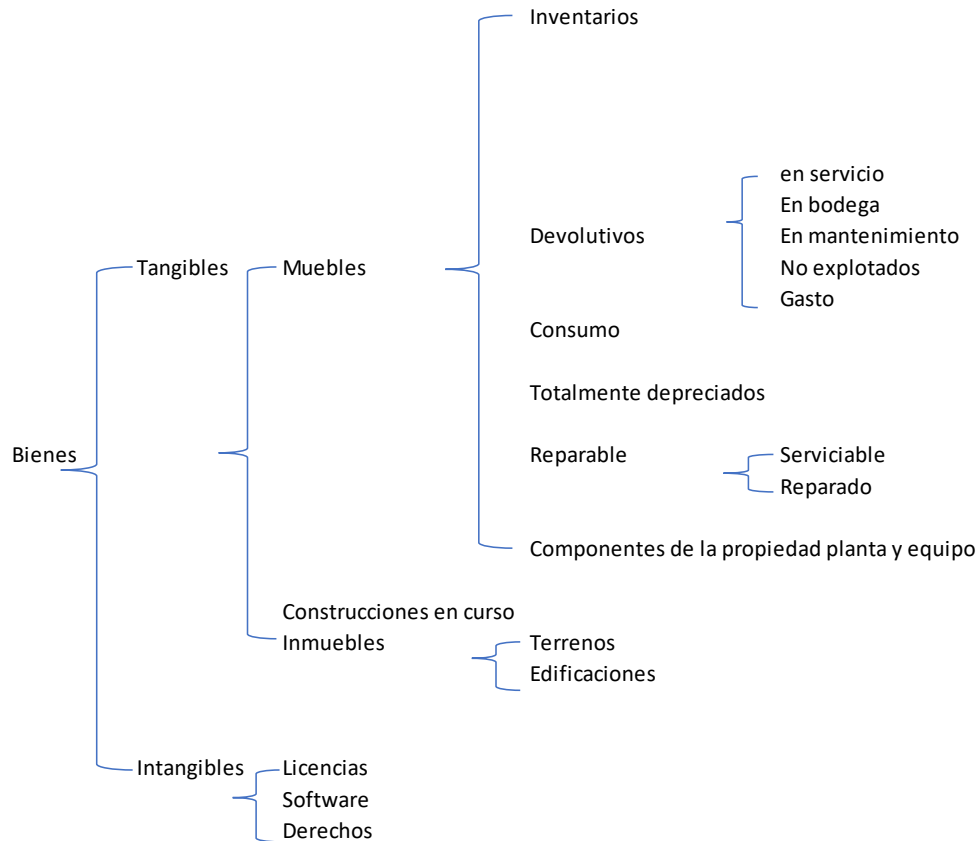 Inventarios
en servicio
En bodega
Devolutivos
En mantenimiento
Tangibles
Muebles
No explotados
Gasto
Consumo
Totalmente depreciados
Bienes
Reparable
Serviciable
Reparado
Componentes de la propiedad planta y equipo
Construcciones en curso
Inmuebles
Terrenos
Edificaciones
Intangibles
Licencias
Software
Derechos